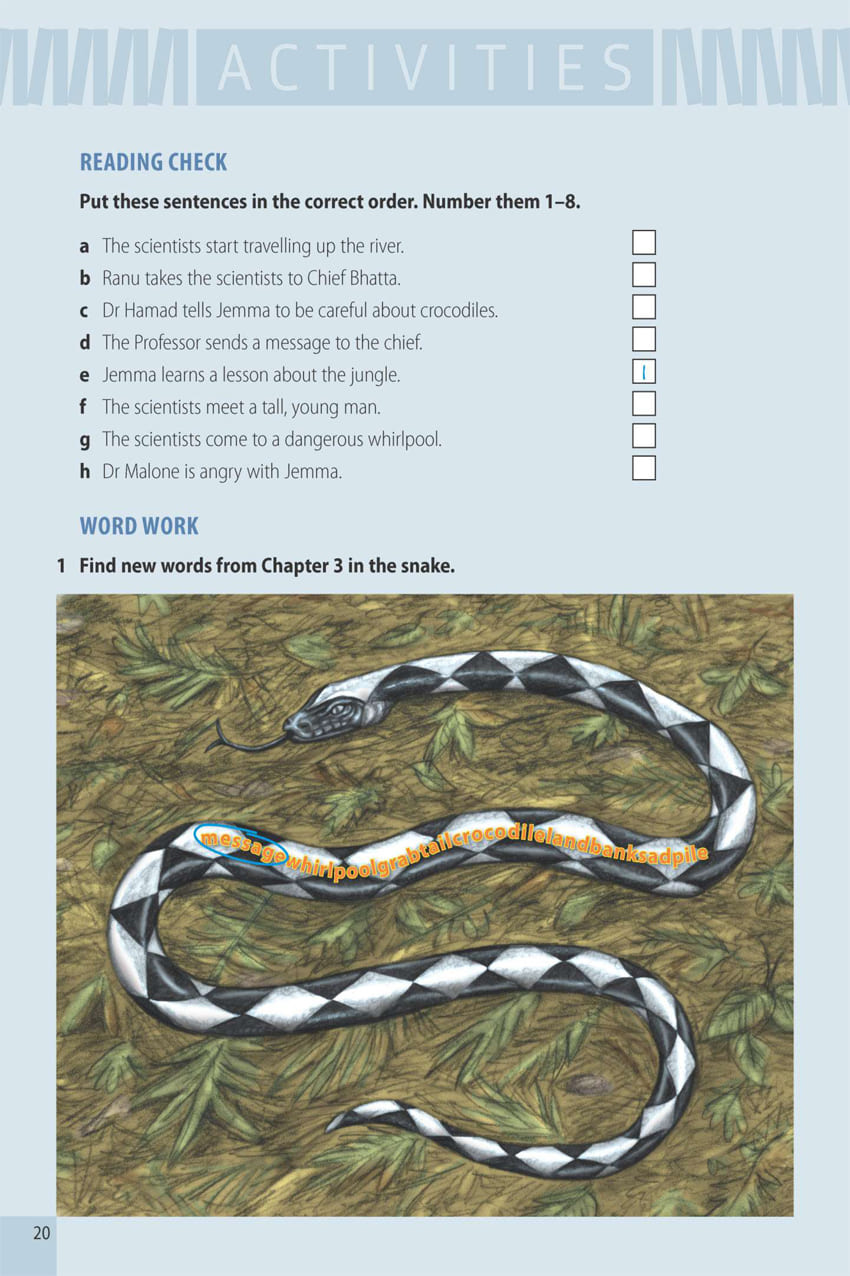 ACTIVITIES
READING CHECK
Put these sentences in the correct order. Number them 1–8.
a The scientists start travelling up the river.
b Ranu takes the scientists to Chief Bhatta.
c Dr Hamad tells Jemma to be careful about crocodiles.
d The Professor sends a message to the chief.
e Jemma learns a lesson about the jungle. 1
f The scientists meet a tall, young man.
g The scientists come to a dangerous whirlpool.
h Dr Malone is angry with Jemma.
WORD WORK
1 Find new words from Chapter 3 in the snake.
messagewhirlpoolgrabtailcrocodilelandbanksadpile
20